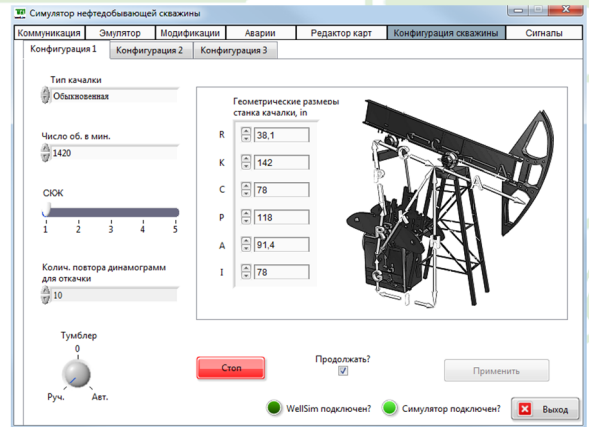 Симулятор нефтедобывающей скважины
Коммуникация Эмулятор Модификации Аварии Редактор карт Конфигурация скважины Сигналы
Конфигурация 1 Конфигурация 2 Конфигурация 3
Тип качалки
Обыкновенная
Число об. в мин.
1420
СЮЖ
1 2 3 4 5
Колич. повтора динамограмм
для откачки
10
Тумблер
0
Руч. Авт.
Геометрические размеры
станка качалки, in
R 38,1
K 142
C 78
P 118
A 91,4
I 78
C
P
A
K
R
G
I
Стоп
Продолжать?
Применить
WellSim подключен? Симулятор подключен? Выход